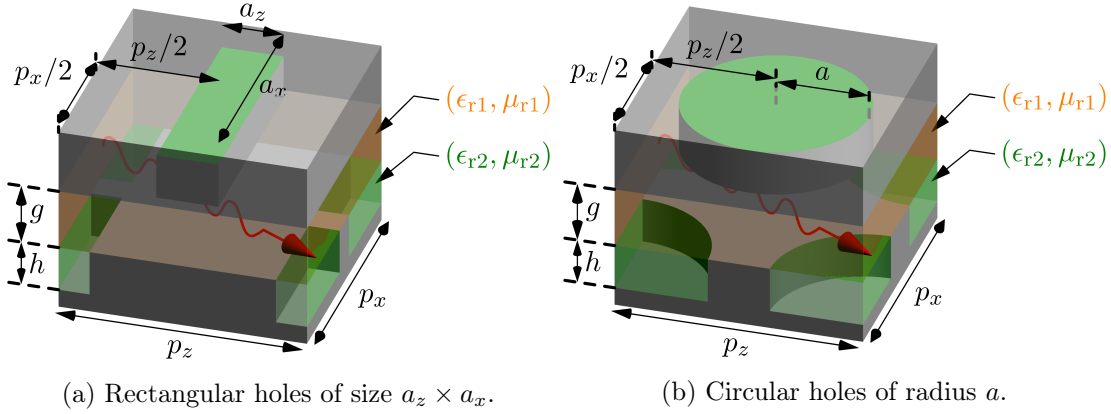 a_z
p_z/2
p_x/2
a_x
(ϵ_r1, μ_r1)
(ϵ_r2, μ_r2)
g
h
p_x
p_z
(a) Rectangular holes of size a_z × a_x.
p_z/2
a
p_x/2
(ϵ_r1, μ_r1)
(ϵ_r2, μ_r2)
g
h
p_x
p_z
(b) Circular holes of radius a.